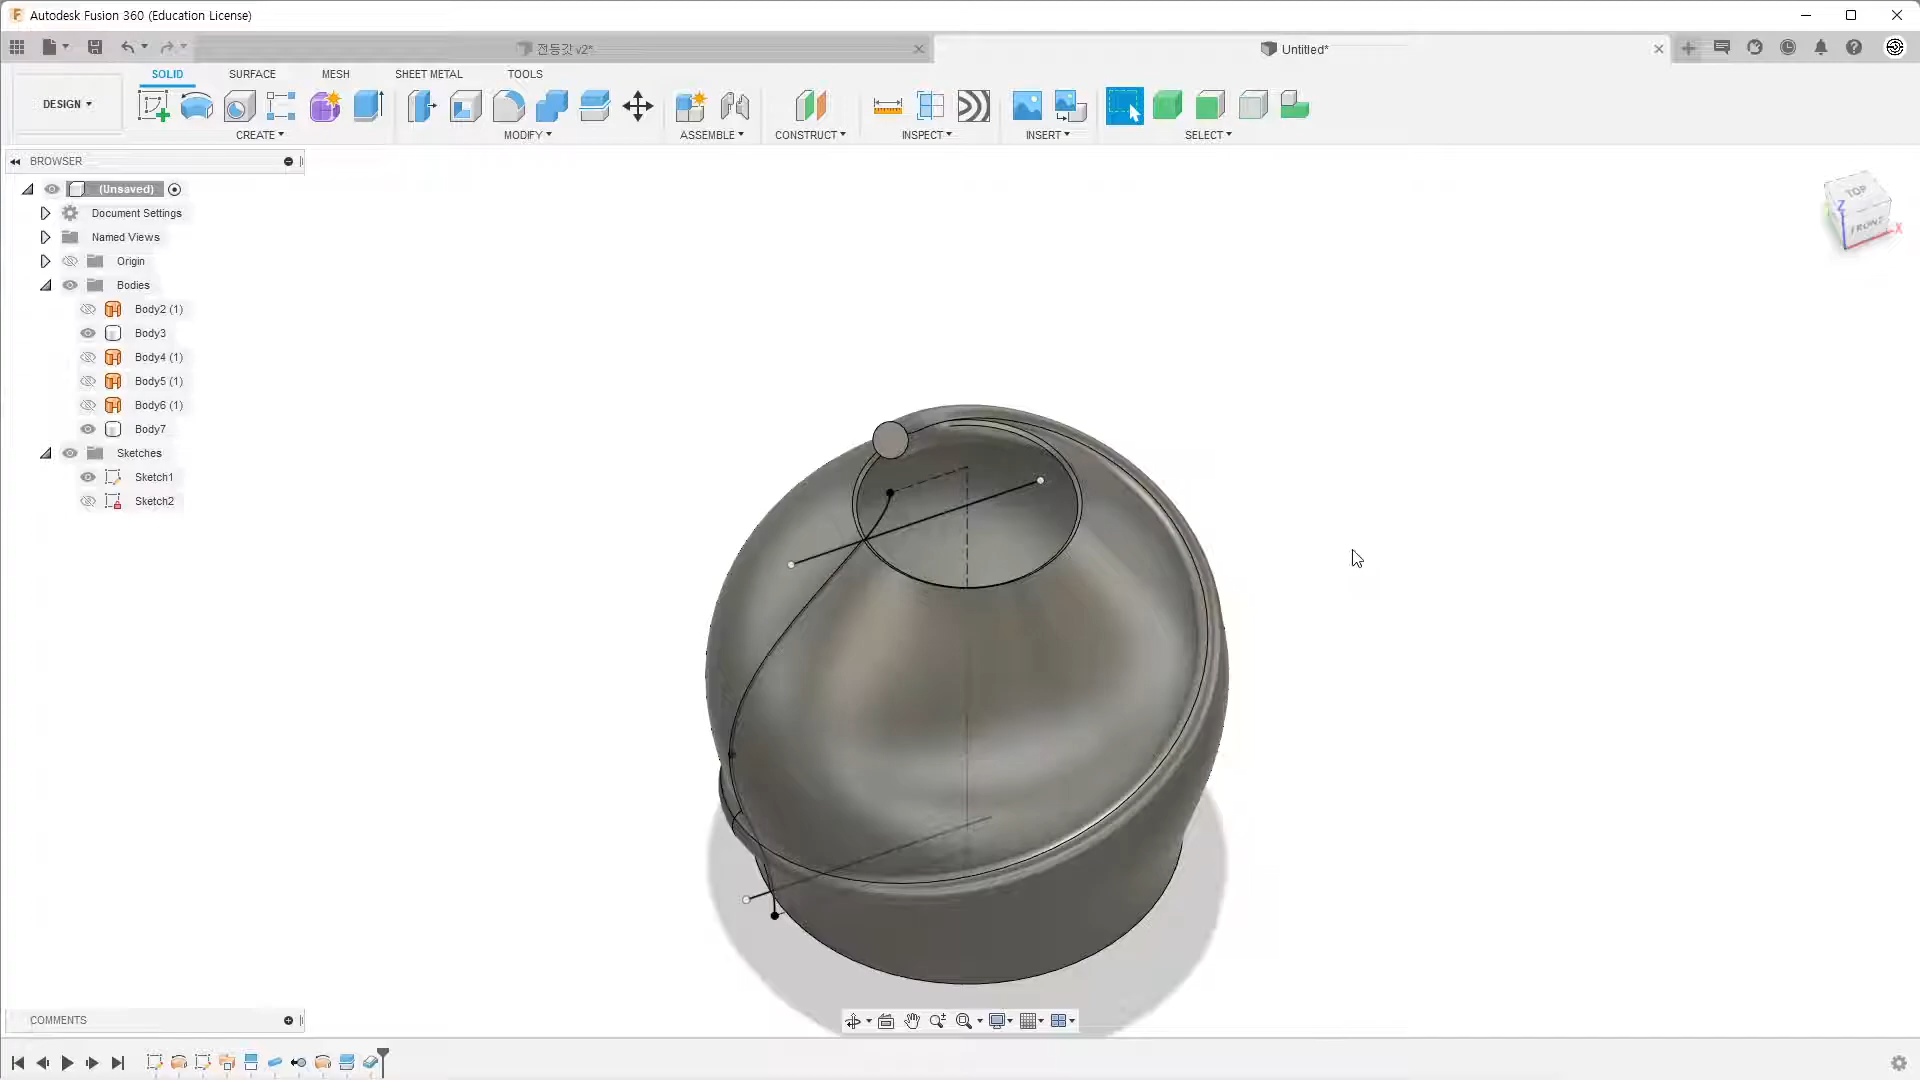 Autodesk Fusion 360 (Education License)
전등갓 v2*
Untitled*
SOLID SURFACE MESH SHEET METAL TOOLS
DESIGN
CREATE MODIFY ASSEMBLE CONSTRUCT INSPECT INSERT SELECT
BROWSER
(Unsaved)
Document Settings
Named Views
Origin
Bodies
Body2 (1)
Body3
Body4 (1)
Body5 (1)
Body6 (1)
Body7
Sketches
Sketch1
Sketch2
TOP
Z
FRONT
X
COMMENTS